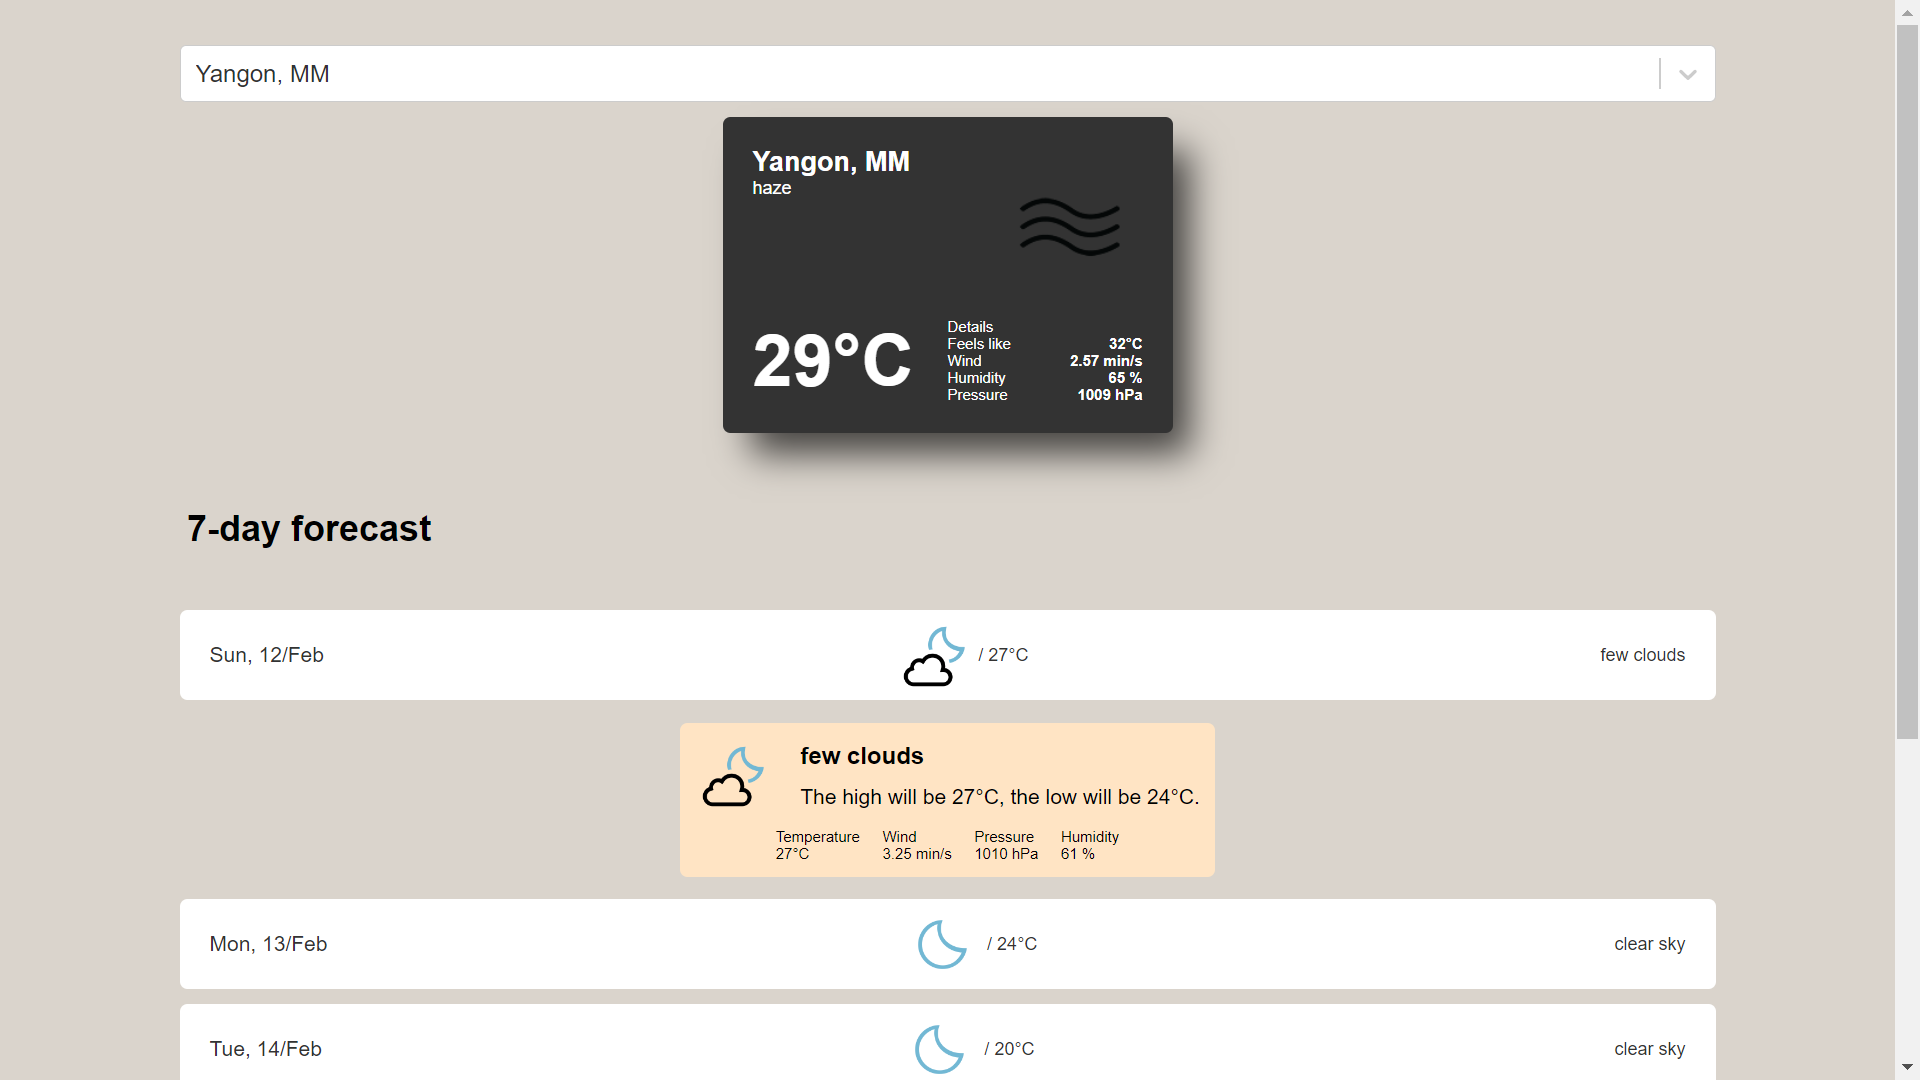 Yangon, MM
Yangon, MM
haze
29°C
Details
Feels like 32°C
Wind 2.57 min/s
Humidity 65 %
Pressure 1009 hPa
7-day forecast
Sun, 12/Feb / 27°C few clouds
few clouds
The high will be 27°C, the low will be 24°C.
Temperature Wind Pressure Humidity
27°C 3.25 min/s 1010 hPa 61 %
Mon, 13/Feb / 24°C clear sky
Tue, 14/Feb / 20°C clear sky